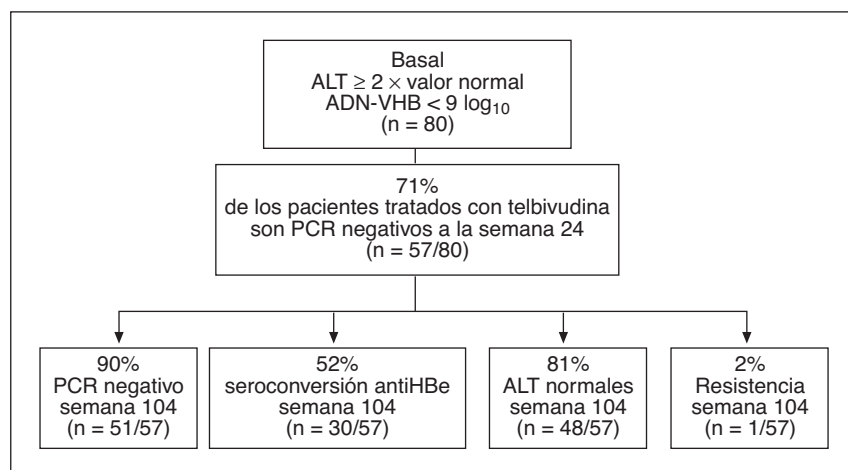 Basal
ALT ≥ 2 × valor normal
ADN-VHB < 9 log₁₀
(n = 80)
71%
de los pacientes tratados con telbivudina
son PCR negativos a la semana 24
(n = 57/80)
90%
PCR negativo
semana 104
(n = 51/57)
52%
seroconversión antiHBe
semana 104
(n = 30/57)
81%
ALT normales
semana 104
(n = 48/57)
2%
Resistencia
semana 104
(n = 1/57)